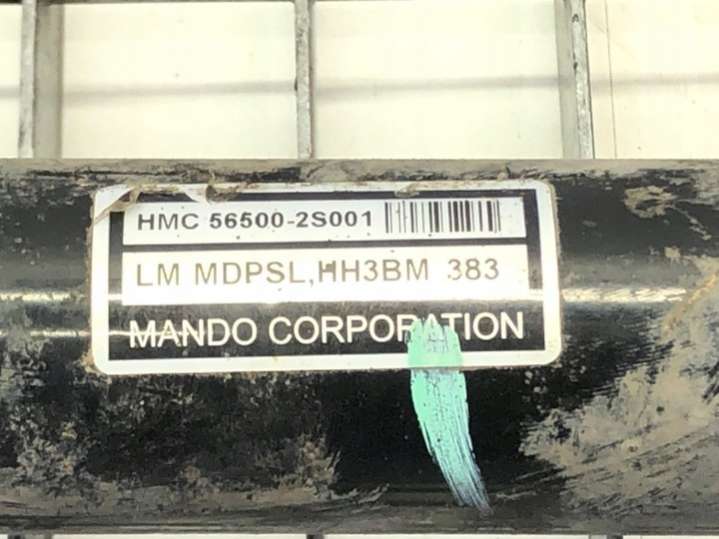 HMC 56500-2S001
LM MDPSL,HH3BM 383
MANDO CORPORATION